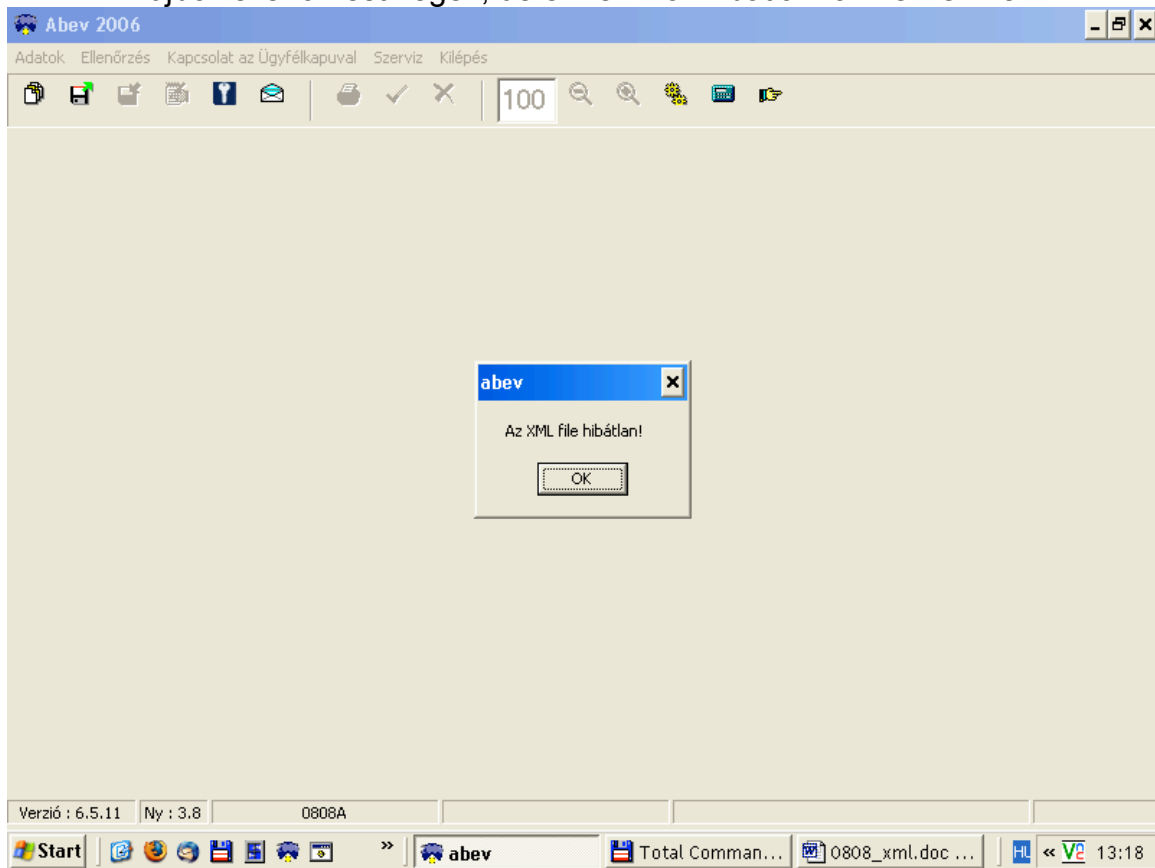 Abev 2006
Adatok Ellenőrzés Kapcsolat az Ügyfélkapuval Szerviz Kilépés
100
abev
Az XML file hibátlan!
OK
Verzió : 6.5.11 Ny : 3.8 0808A
Start » abev Total Comman... 0808_xml.doc ... HU « 13:18